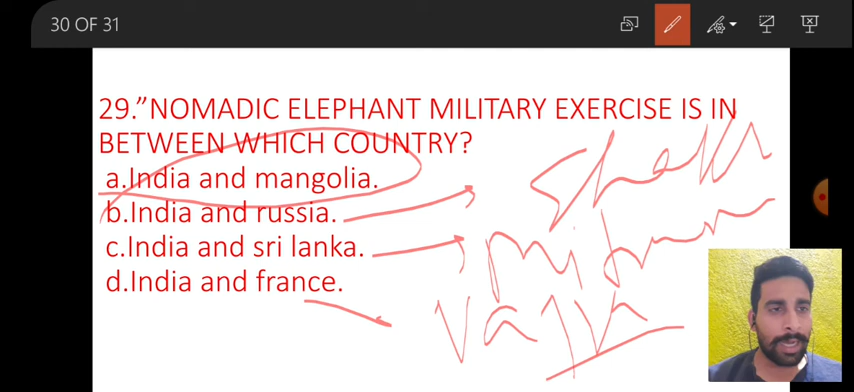 30 OF 31
29.”NOMADIC ELEPHANT MILITARY EXERCISE IS IN
BETWEEN WHICH COUNTRY?
a.India and mangolia.
b.India and russia.
c.India and sri lanka.
d.India and france.